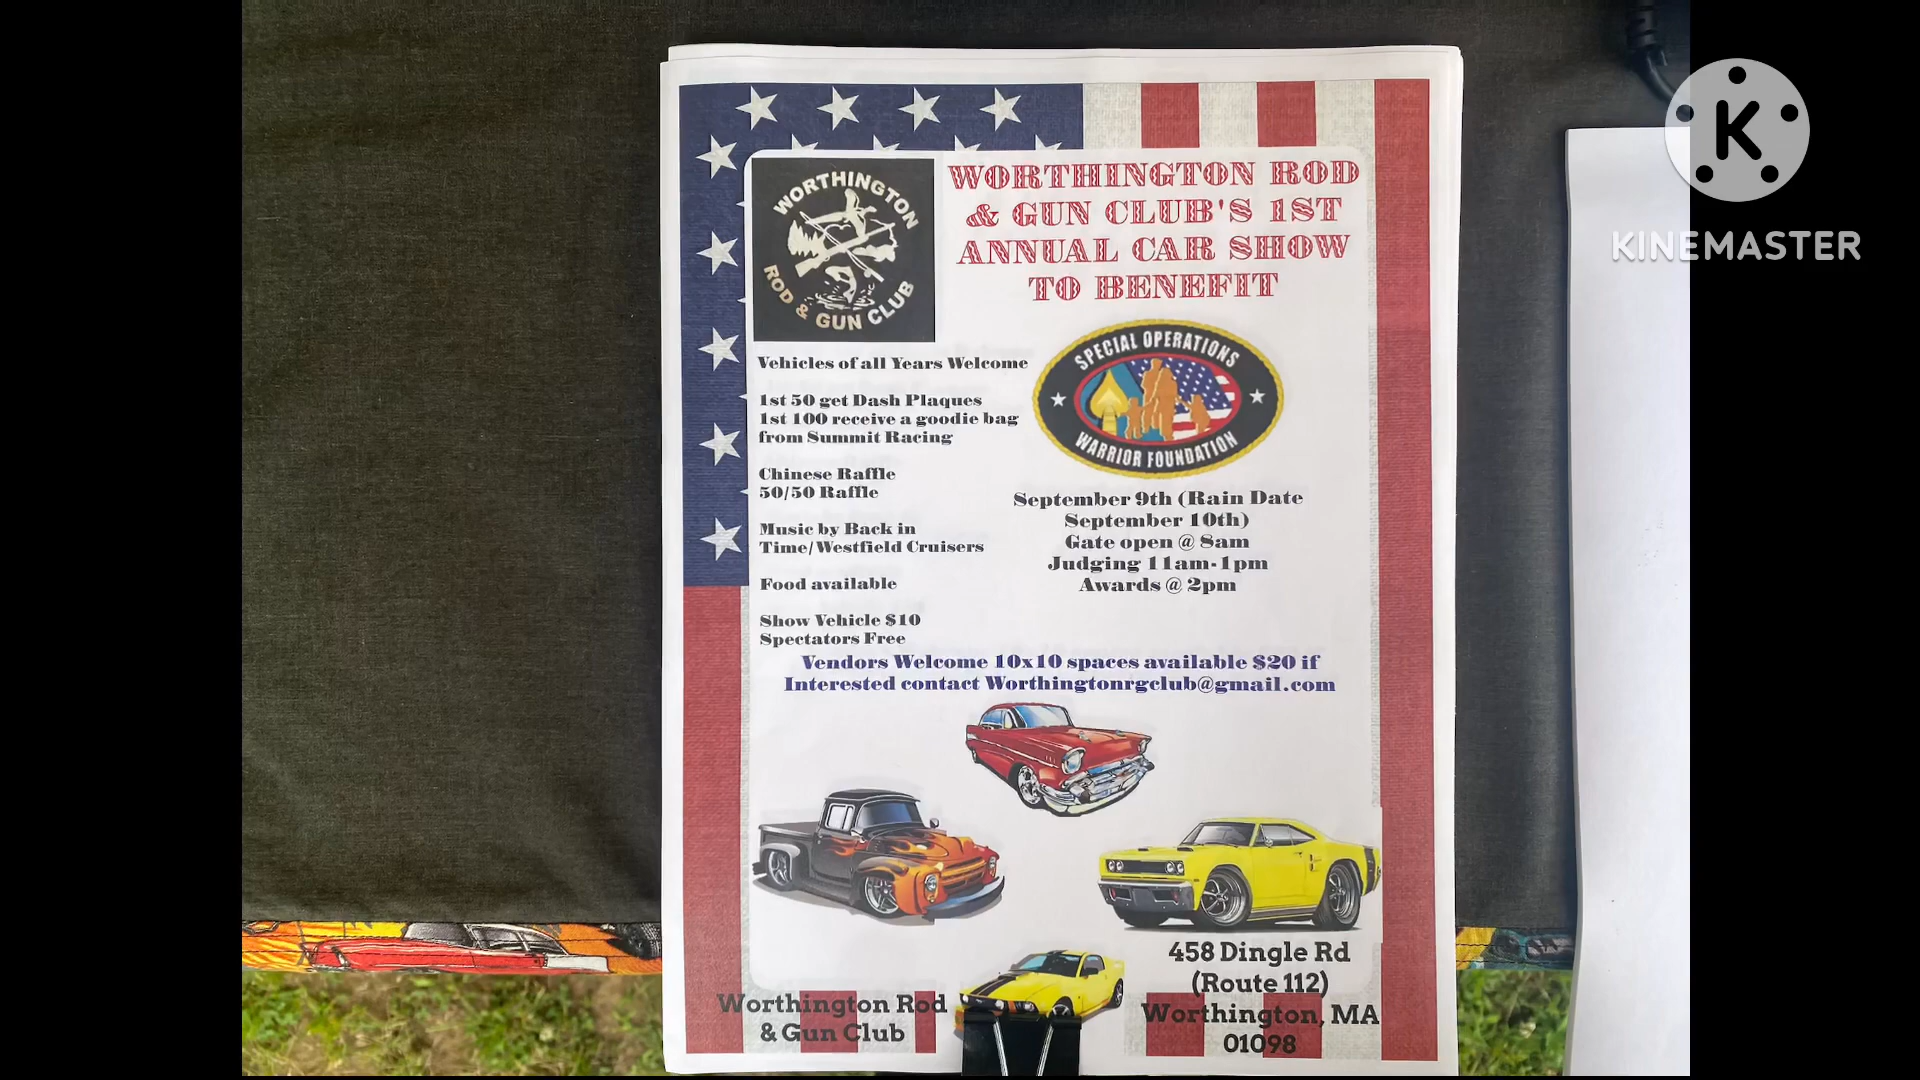 WORTHINGTON
ROD & GUN CLUB
WORTHINGTON ROD
& GUN CLUB'S 1ST
ANNUAL CAR SHOW
TO BENEFIT
SPECIAL OPERATIONS
WARRIOR FOUNDATION
Vehicles of all Years Welcome
1st 50 get Dash Plaques
1st 100 receive a goodie bag
from Summit Racing
Chinese Raffle
50/50 Raffle
Music by Back in
Time/Westfield Cruisers
Food available
Show Vehicle $10
Spectators Free
September 9th (Rain Date
September 10th)
Gate open @ 8am
Judging 11am-1pm
Awards @ 2pm
Vendors Welcome 10x10 spaces available $20 if
Interested contact Worthingtonrgclub@gmail.com
Worthington Rod
& Gun Club
458 Dingle Rd
(Route 112)
Worthington, MA
01098
K
KINEMASTER